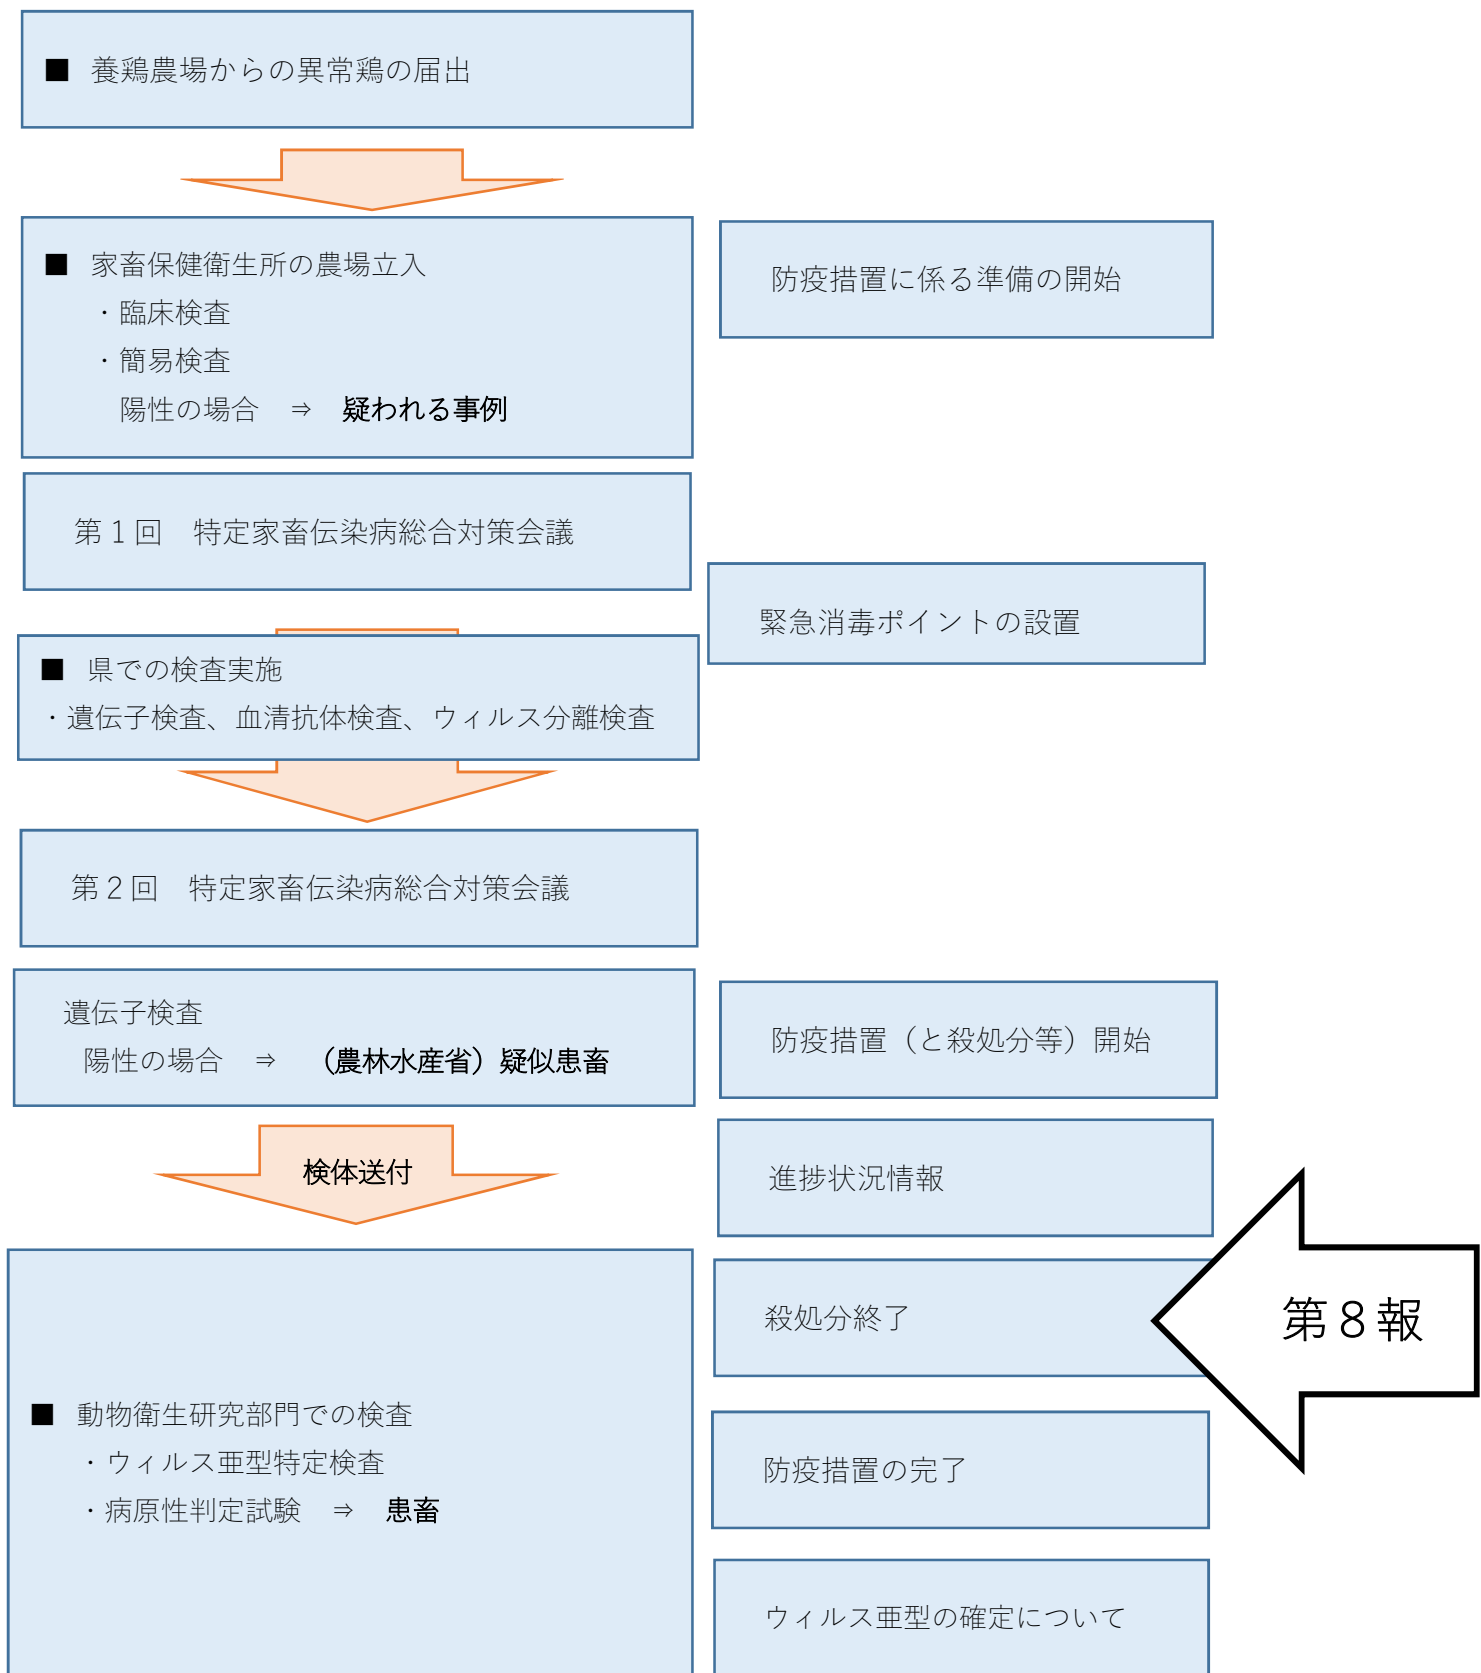 ■ 養鶏農場からの異常鶏の届出
■ 家畜保健衛生所の農場立入
・臨床検査
・簡易検査
陽性の場合 ⇒ 疑われる事例
防疫措置に係る準備の開始
第１回 特定家畜伝染病総合対策会議
緊急消毒ポイントの設置
■ 県での検査実施
・遺伝子検査、血清抗体検査、ウィルス分離検査
第２回 特定家畜伝染病総合対策会議
遺伝子検査
陽性の場合 ⇒ （農林水産省）疑似患畜
防疫措置（と殺処分等）開始
検体送付
進捗状況情報
殺処分終了
第８報
■ 動物衛生研究部門での検査
・ウィルス亜型特定検査
・病原性判定試験 ⇒ 患畜
防疫措置の完了
ウィルス亜型の確定について